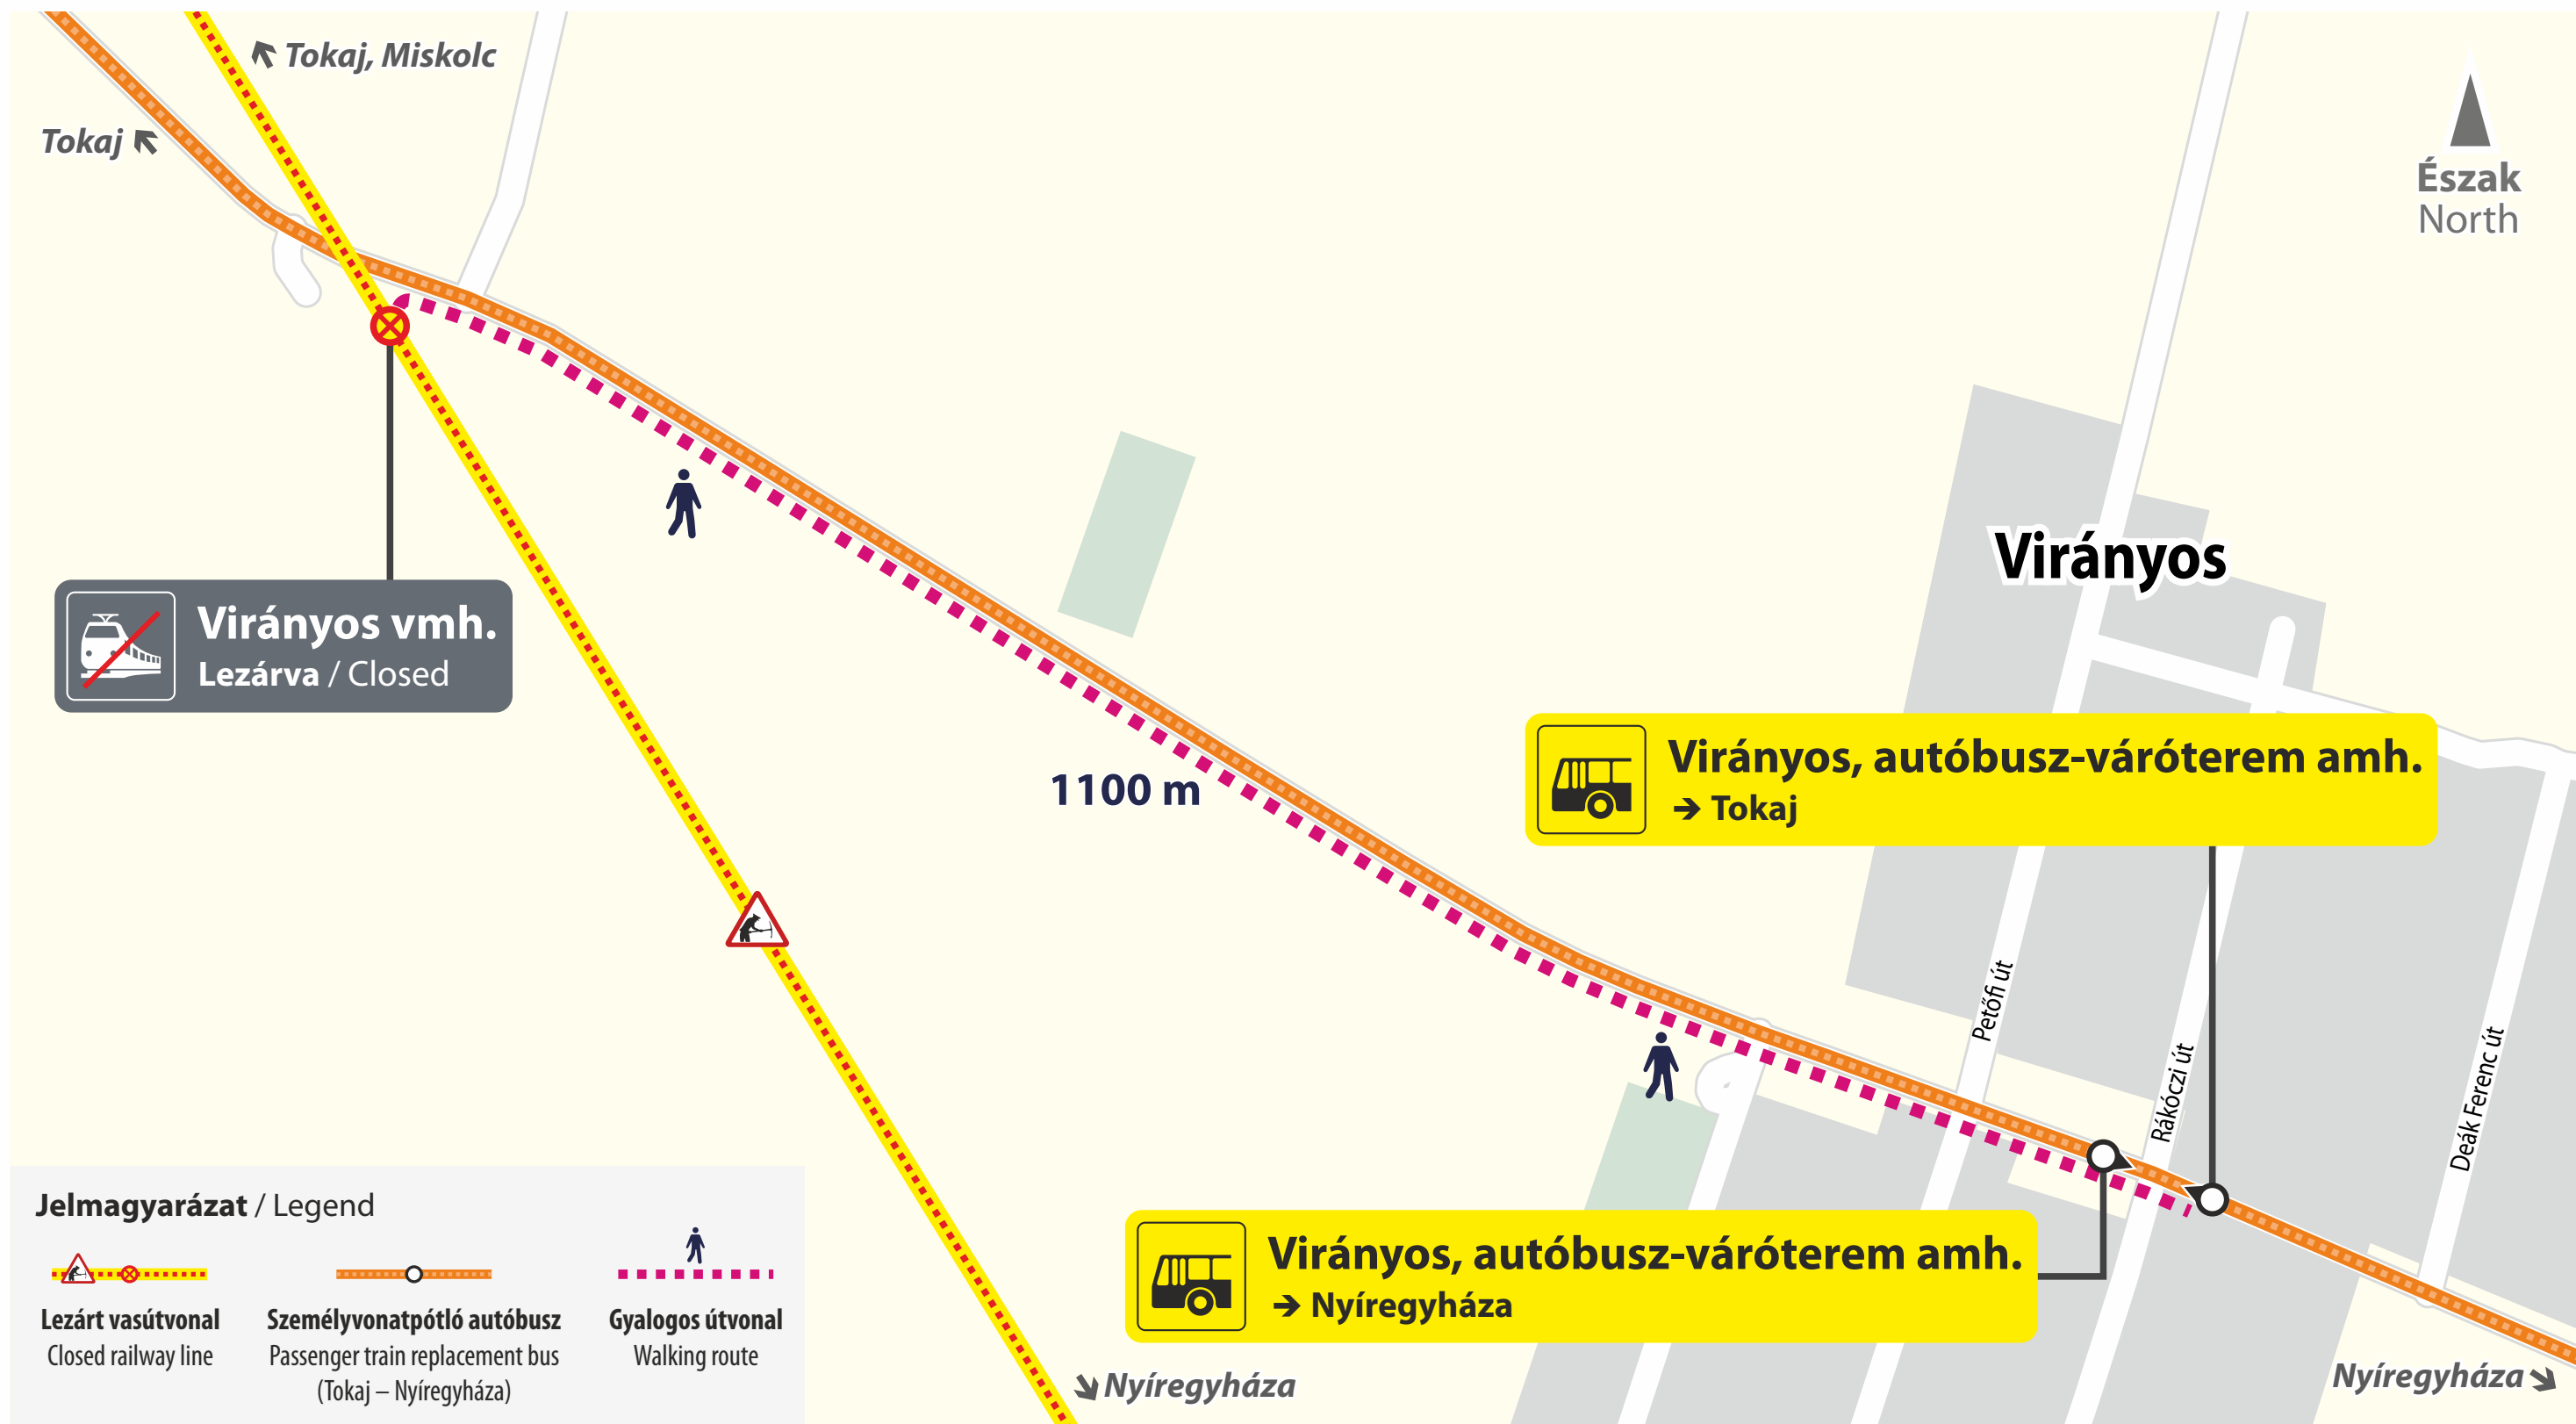 Tokaj, Miskolc
Tokaj
Észak
North
Virányos
Virányos vmh.
Lezárva / Closed
Virányos, autóbusz-váróterem amh.
→ Tokaj
1100 m
Petőfi út
Rákóczi út
Deák Ferenc út
Virányos, autóbusz-váróterem amh.
→ Nyíregyháza
Nyíregyháza
Nyíregyháza
Jelmagyarázat / Legend
Lezárt vasútvonal
Closed railway line
Személyvonatpótló autóbusz
Passenger train replacement bus
(Tokaj – Nyíregyháza)
Gyalogos útvonal
Walking route